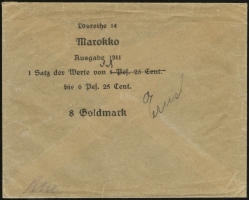 Losreihe 14
Marokko
Ausgabe 1911
1 Satz der Werte von 5 Pes. 25 Cent.
bis 6 Pes. 25 Cent.
8 Goldmark